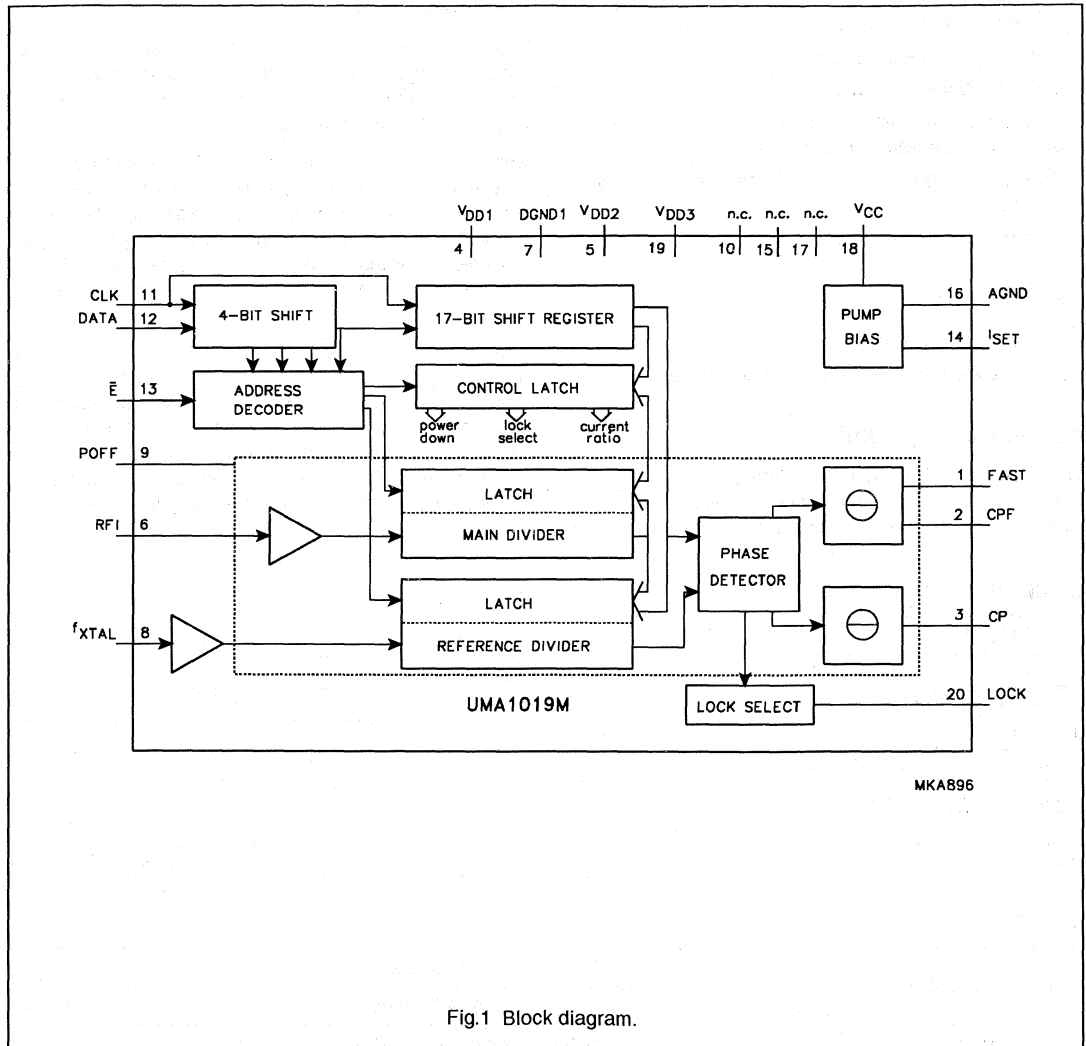 VDD1 DGND1 VDD2 VDD3 n.c. n.c. n.c. VCC
4 7 5 19 10 15 17 18
CLK 11
DATA 12
4-BIT SHIFT
17-BIT SHIFT REGISTER
PUMP
BIAS
16 AGND
14 ISET
E̅ 13
ADDRESS
DECODER
CONTROL LATCH
power
down
lock
select
current
ratio
POFF 9
LATCH
MAIN DIVIDER
1 FAST
2 CPF
RFI 6
PHASE
DETECTOR
LATCH
REFERENCE DIVIDER
3 CP
fXTAL 8
UMA1019M
LOCK SELECT
20 LOCK
MKA896
Fig.1 Block diagram.